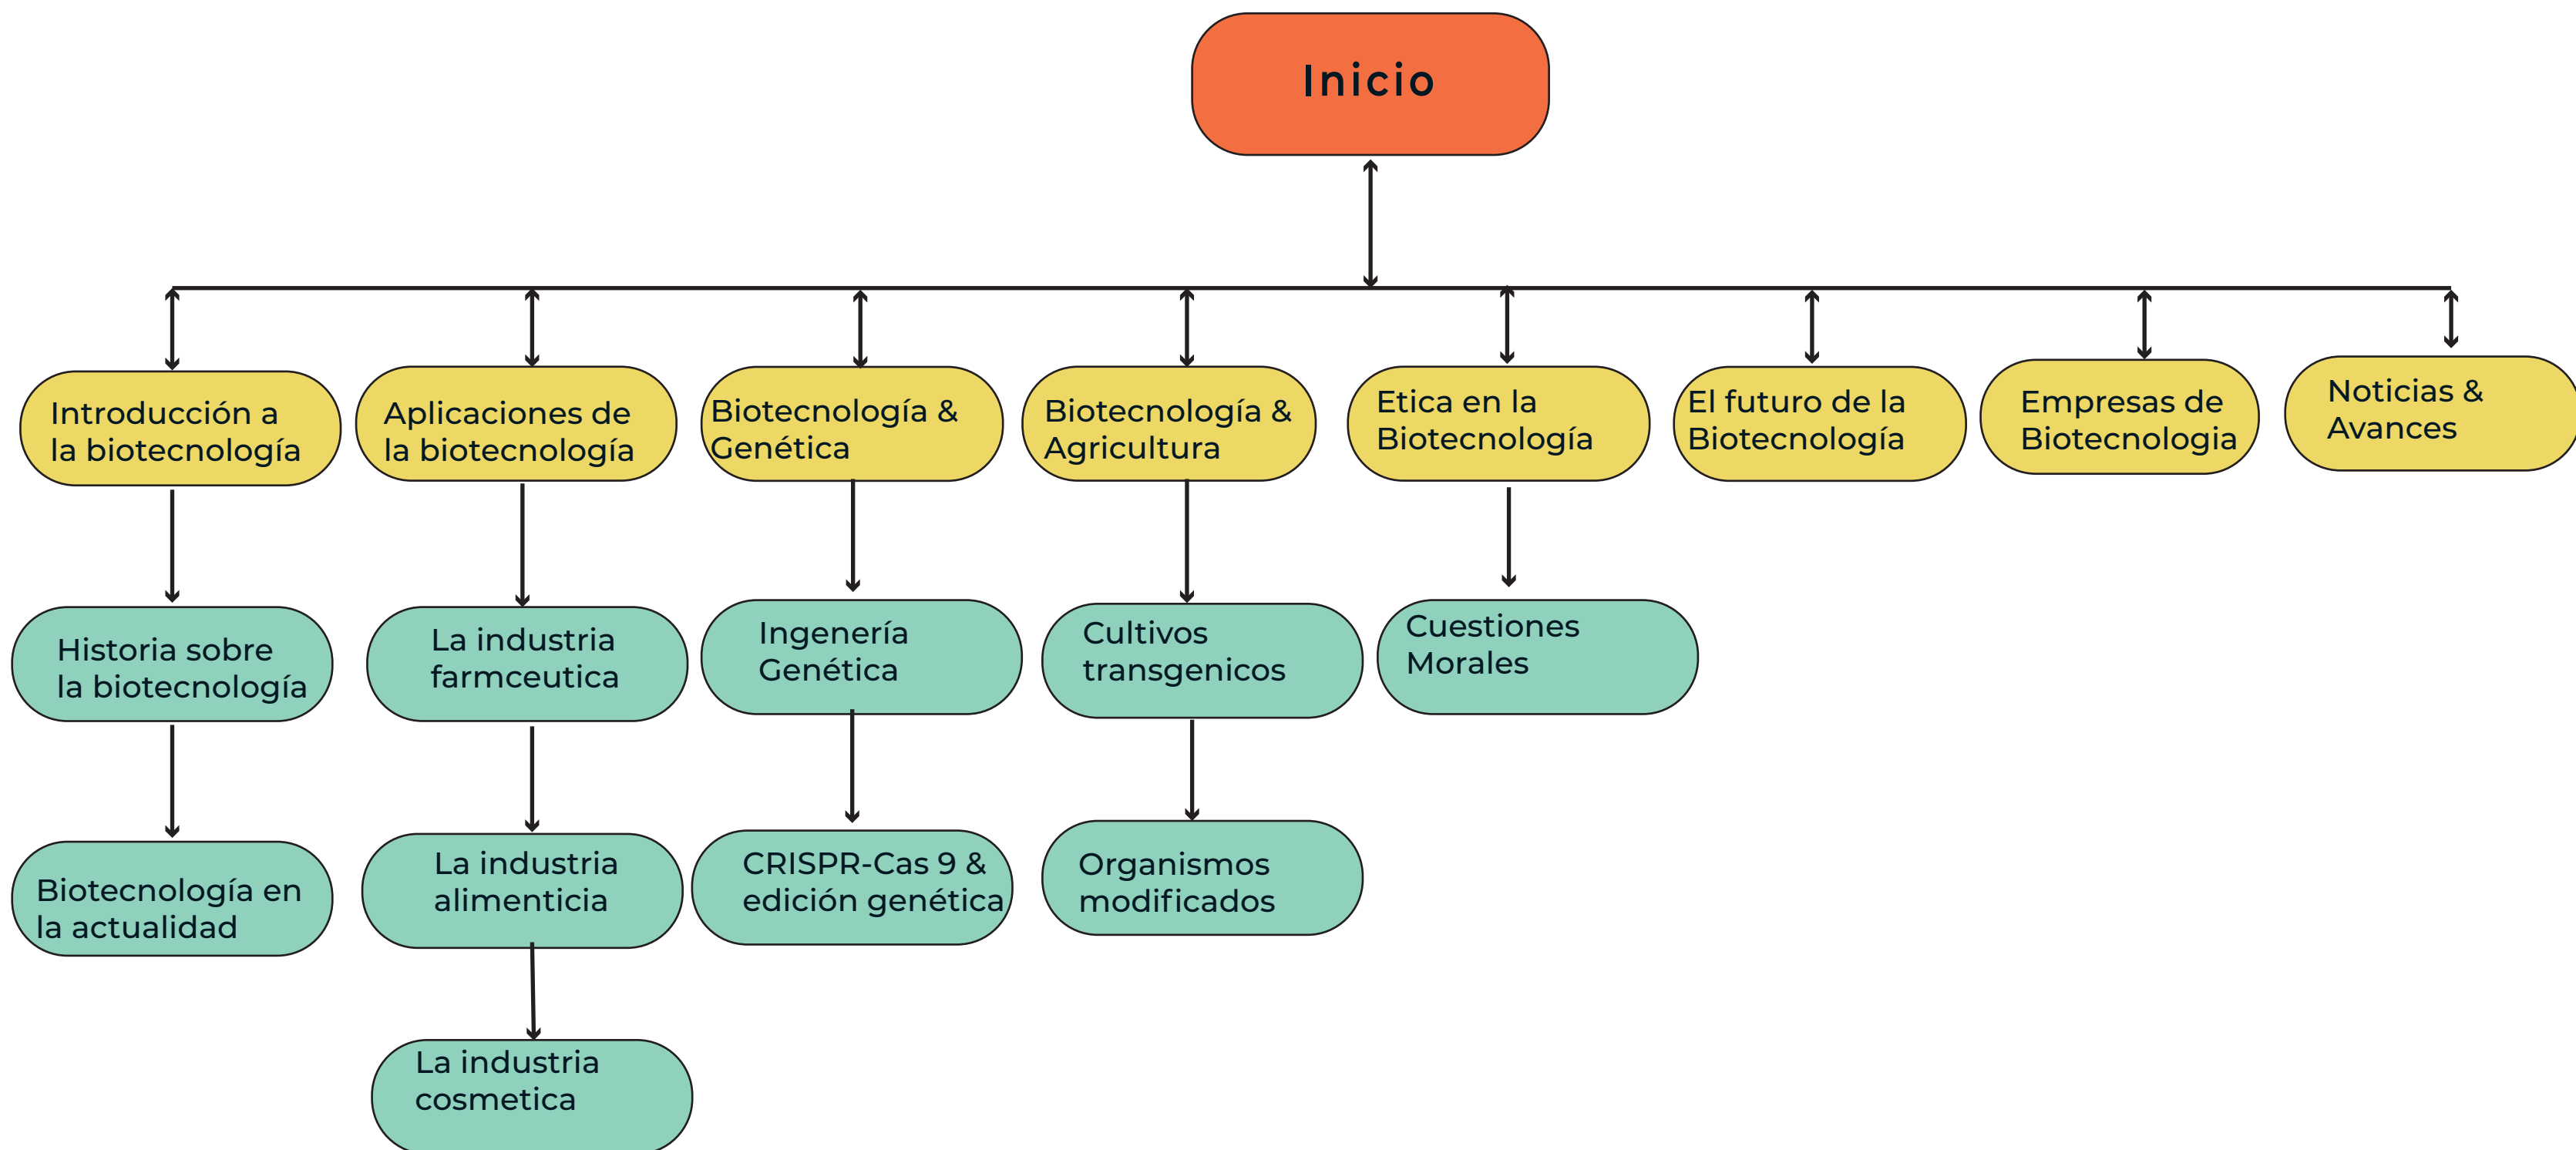 Inicio
Introducción a
la biotecnología
Aplicaciones de
la biotecnología
Biotecnología &
Genética
Biotecnología &
Agricultura
Etica en la
Biotecnología
El futuro de la
Biotecnología
Empresas de
Biotecnologia
Noticias &
Avances
Historia sobre
la biotecnología
La industria
farmceutica
Ingenería
Genética
Cultivos
transgenicos
Cuestiones
Morales
Biotecnología en
la actualidad
La industria
alimenticia
CRISPR-Cas 9 &
edición genética
Organismos
modificados
La industria
cosmetica